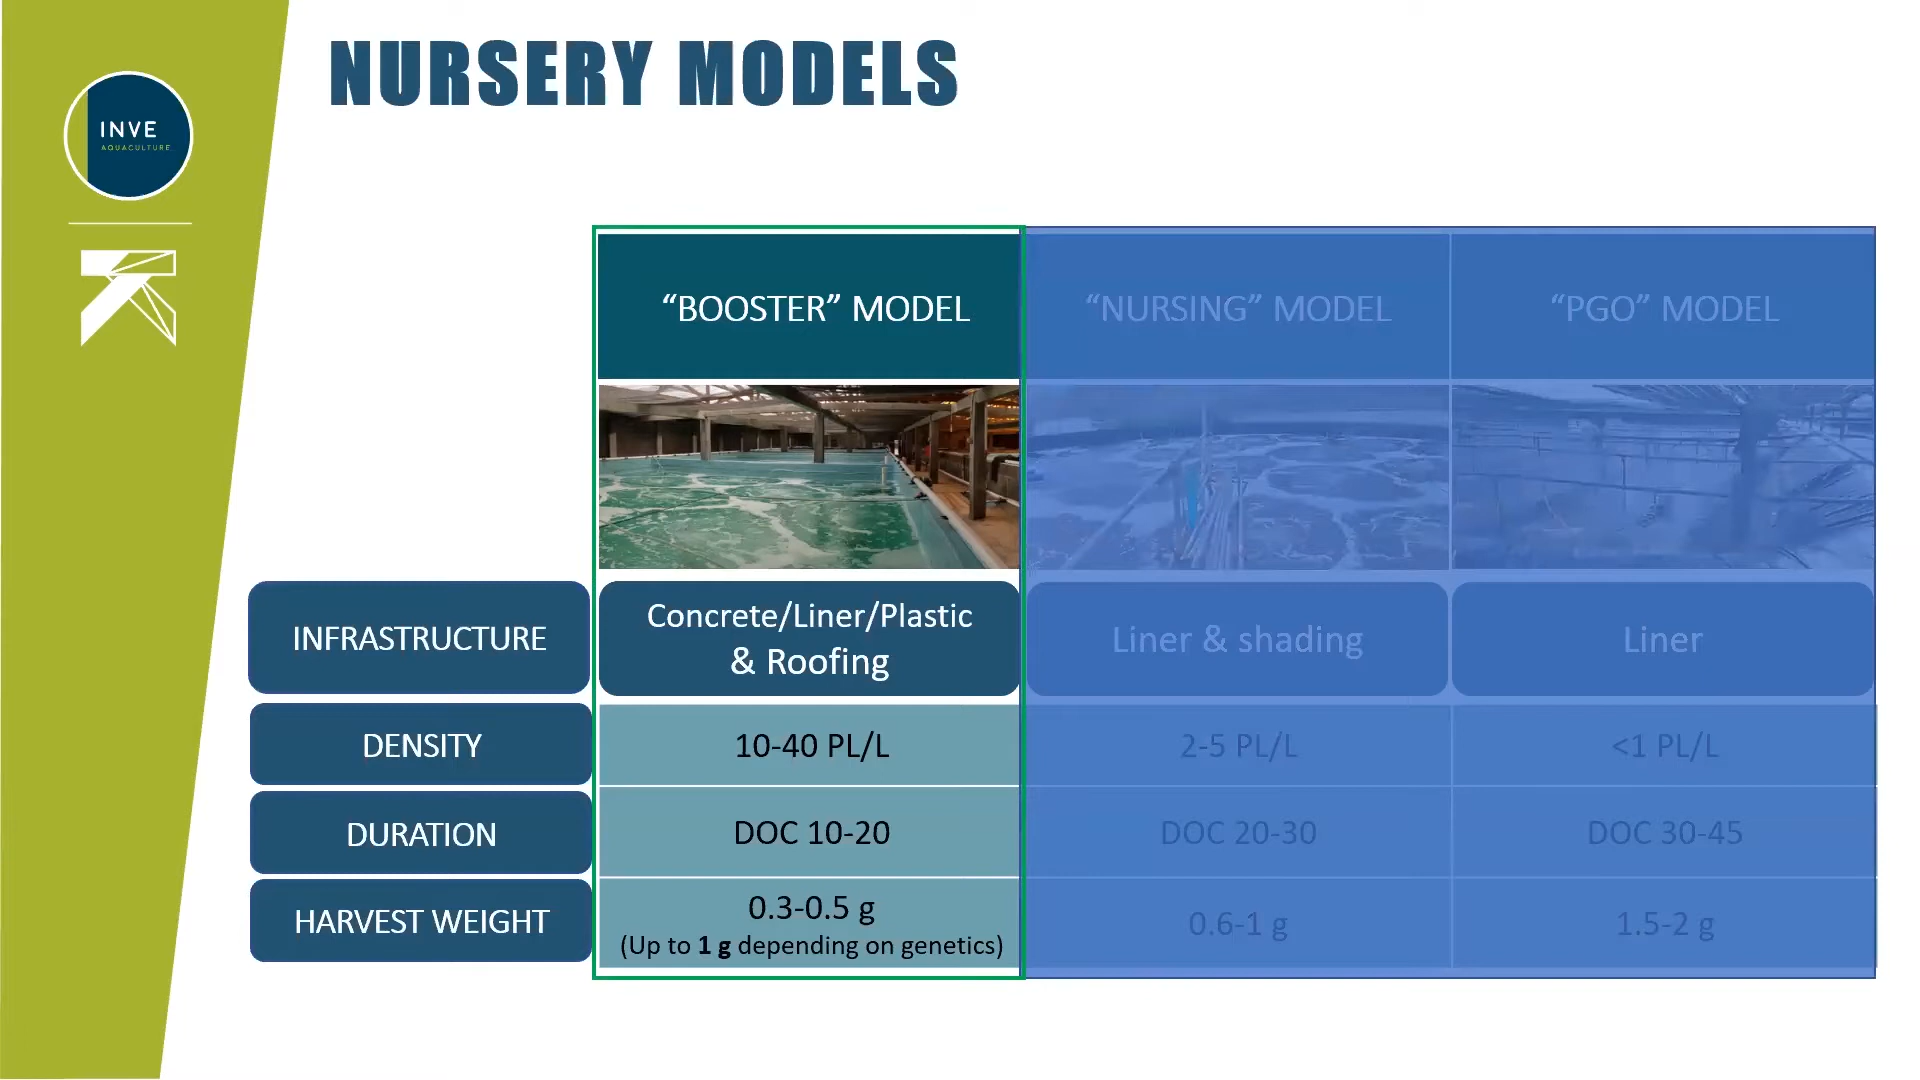 NURSERY MODELS
INVE
AQUACULTURE
“BOOSTER” MODEL
“NURSING” MODEL
“PGO” MODEL
INFRASTRUCTURE
Concrete/Liner/Plastic
& Roofing
Liner & shading
Liner
DENSITY
10-40 PL/L
2-5 PL/L
<1 PL/L
DURATION
DOC 10-20
DOC 20-30
DOC 30-45
HARVEST WEIGHT
0.3-0.5 g
(Up to 1 g depending on genetics)
0.6-1 g
1.5-2 g